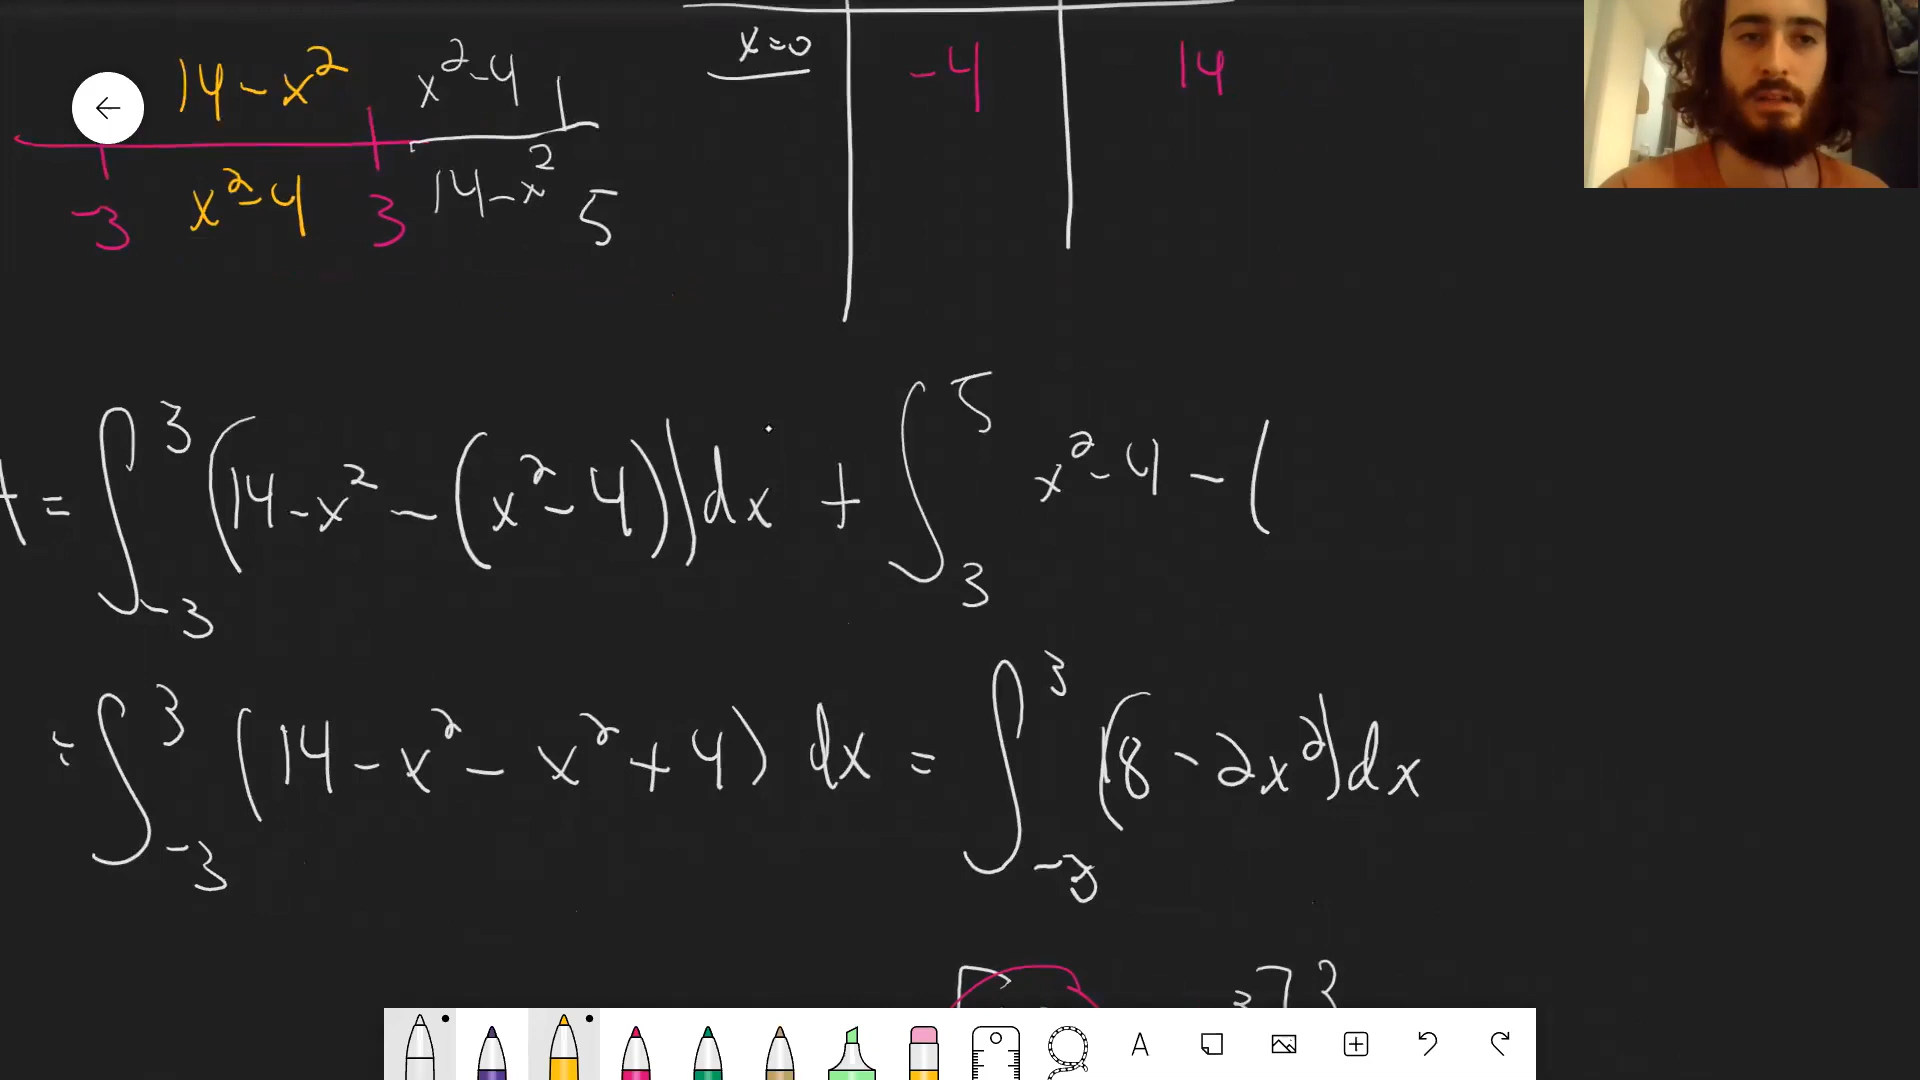 14-x² x²-4
x²-4 14-x²
-3 3 5
x=0 -4 14
= ∫₋₃³ (14-x² - (x²-4)) dx + ∫₃⁵ x²-4 - (
= ∫₋₃³ (14-x² - x²+4) dx = ∫₋₃³ (18-2x²) dx
3
A